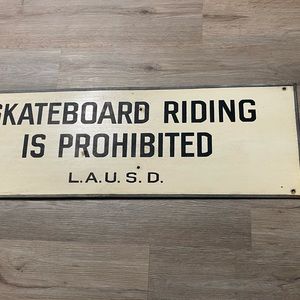 SKATEBOARD RIDING
IS PROHIBITED
L.A.U.S.D.